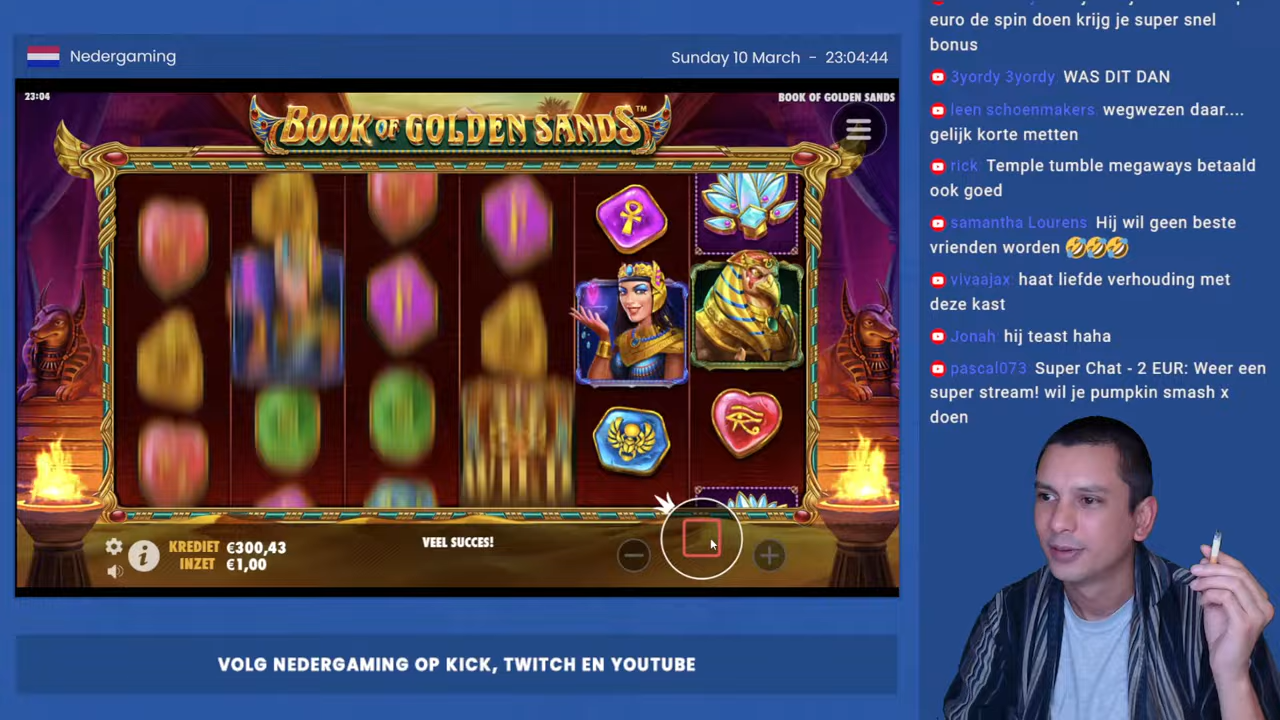 Nedergaming
Sunday 10 March - 23:04:44
23:04
BOOK OF GOLDEN SANDS
BOOK OF GOLDEN SANDS™
KREDIET €300,43
INZET €1,00
VEEL SUCCES!
VOLG NEDERGAMING OP KICK, TWITCH EN YOUTUBE
euro de spin doen krijg je super snel
bonus
3yordy 3yordy: WAS DIT DAN
leen schoenmakers: wegwezen daar....
gelijk korte metten
rick: Temple tumble megaways betaald
ook goed
samantha Lourens: Hij wil geen beste
vrienden worden 🤣🤣🤣
vivaajax: haat liefde verhouding met
deze kast
Jonah: hij teast haha
pascal073: Super Chat - 2 EUR: Weer een
super stream! wil je pumpkin smash x
doen